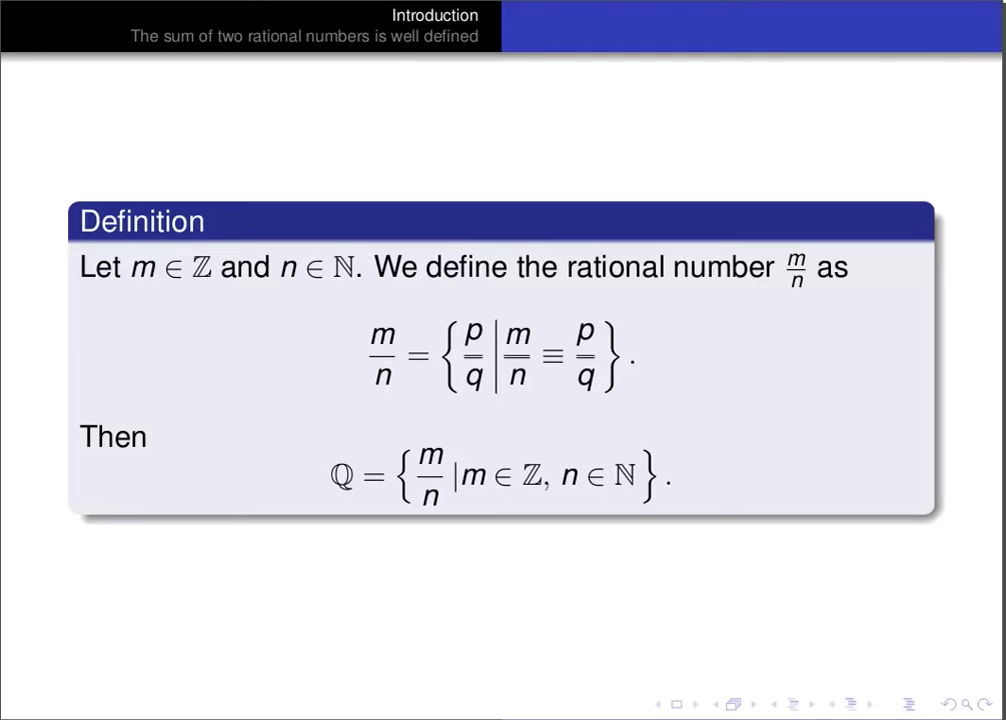 Introduction
The sum of two rational numbers is well defined
Definition
Let m ∈ ℤ and n ∈ ℕ. We define the rational number m/n as
m/n = { p/q | m/n ≡ p/q } .
Then
ℚ = { m/n |m ∈ ℤ, n ∈ ℕ } .